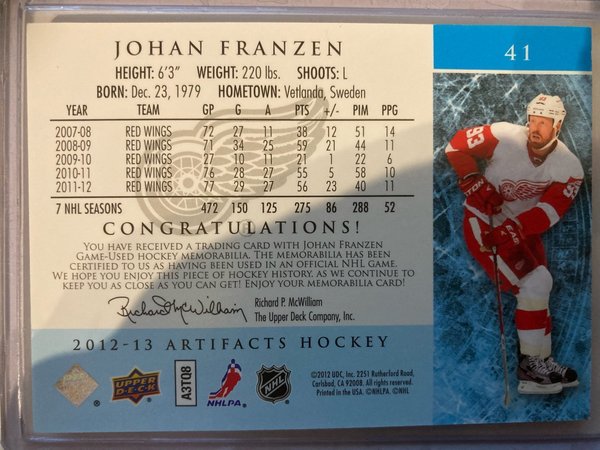 JOHAN FRANZEN
41
HEIGHT: 6'3" WEIGHT: 220 lbs. SHOOTS: L
BORN: Dec. 23, 1979 HOMETOWN: Vetlanda, Sweden
YEAR TEAM GP G A PTS +/- PIM PPG
2007-08 RED WINGS 72 27 11 38 12 51 14
2008-09 RED WINGS 71 34 25 59 21 44 11
2009-10 RED WINGS 27 10 11 21 1 22 6
2010-11 RED WINGS 76 28 27 55 5 58 10
2011-12 RED WINGS 77 29 27 56 23 40 11
7 NHL SEASONS 472 150 125 275 86 288 52
CONGRATULATIONS!
YOU HAVE RECEIVED A TRADING CARD WITH JOHAN FRANZEN
GAME-USED HOCKEY MEMORABILIA. THE MEMORABILIA HAS BEEN
CERTIFIED TO US AS HAVING BEEN USED IN AN OFFICIAL NHL GAME.
WE HOPE YOU ENJOY THIS PIECE OF HOCKEY HISTORY, AS WE CONTINUE TO
KEEP YOU AS CLOSE AS YOU CAN GET! ENJOY YOUR MEMORABILIA CARD!
Richard McWilliam
Richard P. McWilliam
The Upper Deck Company, Inc.
2012-13 ARTIFACTS HOCKEY
UPPER DECK
A3TQ8
NHLPA.
NHL
©2012 UDC, Inc. 2251 Rutherford Road,
Carlsbad, CA 92008. All rights reserved.
Printed in the USA. ©NHLPA. ©NHL
93
93
EAGLE